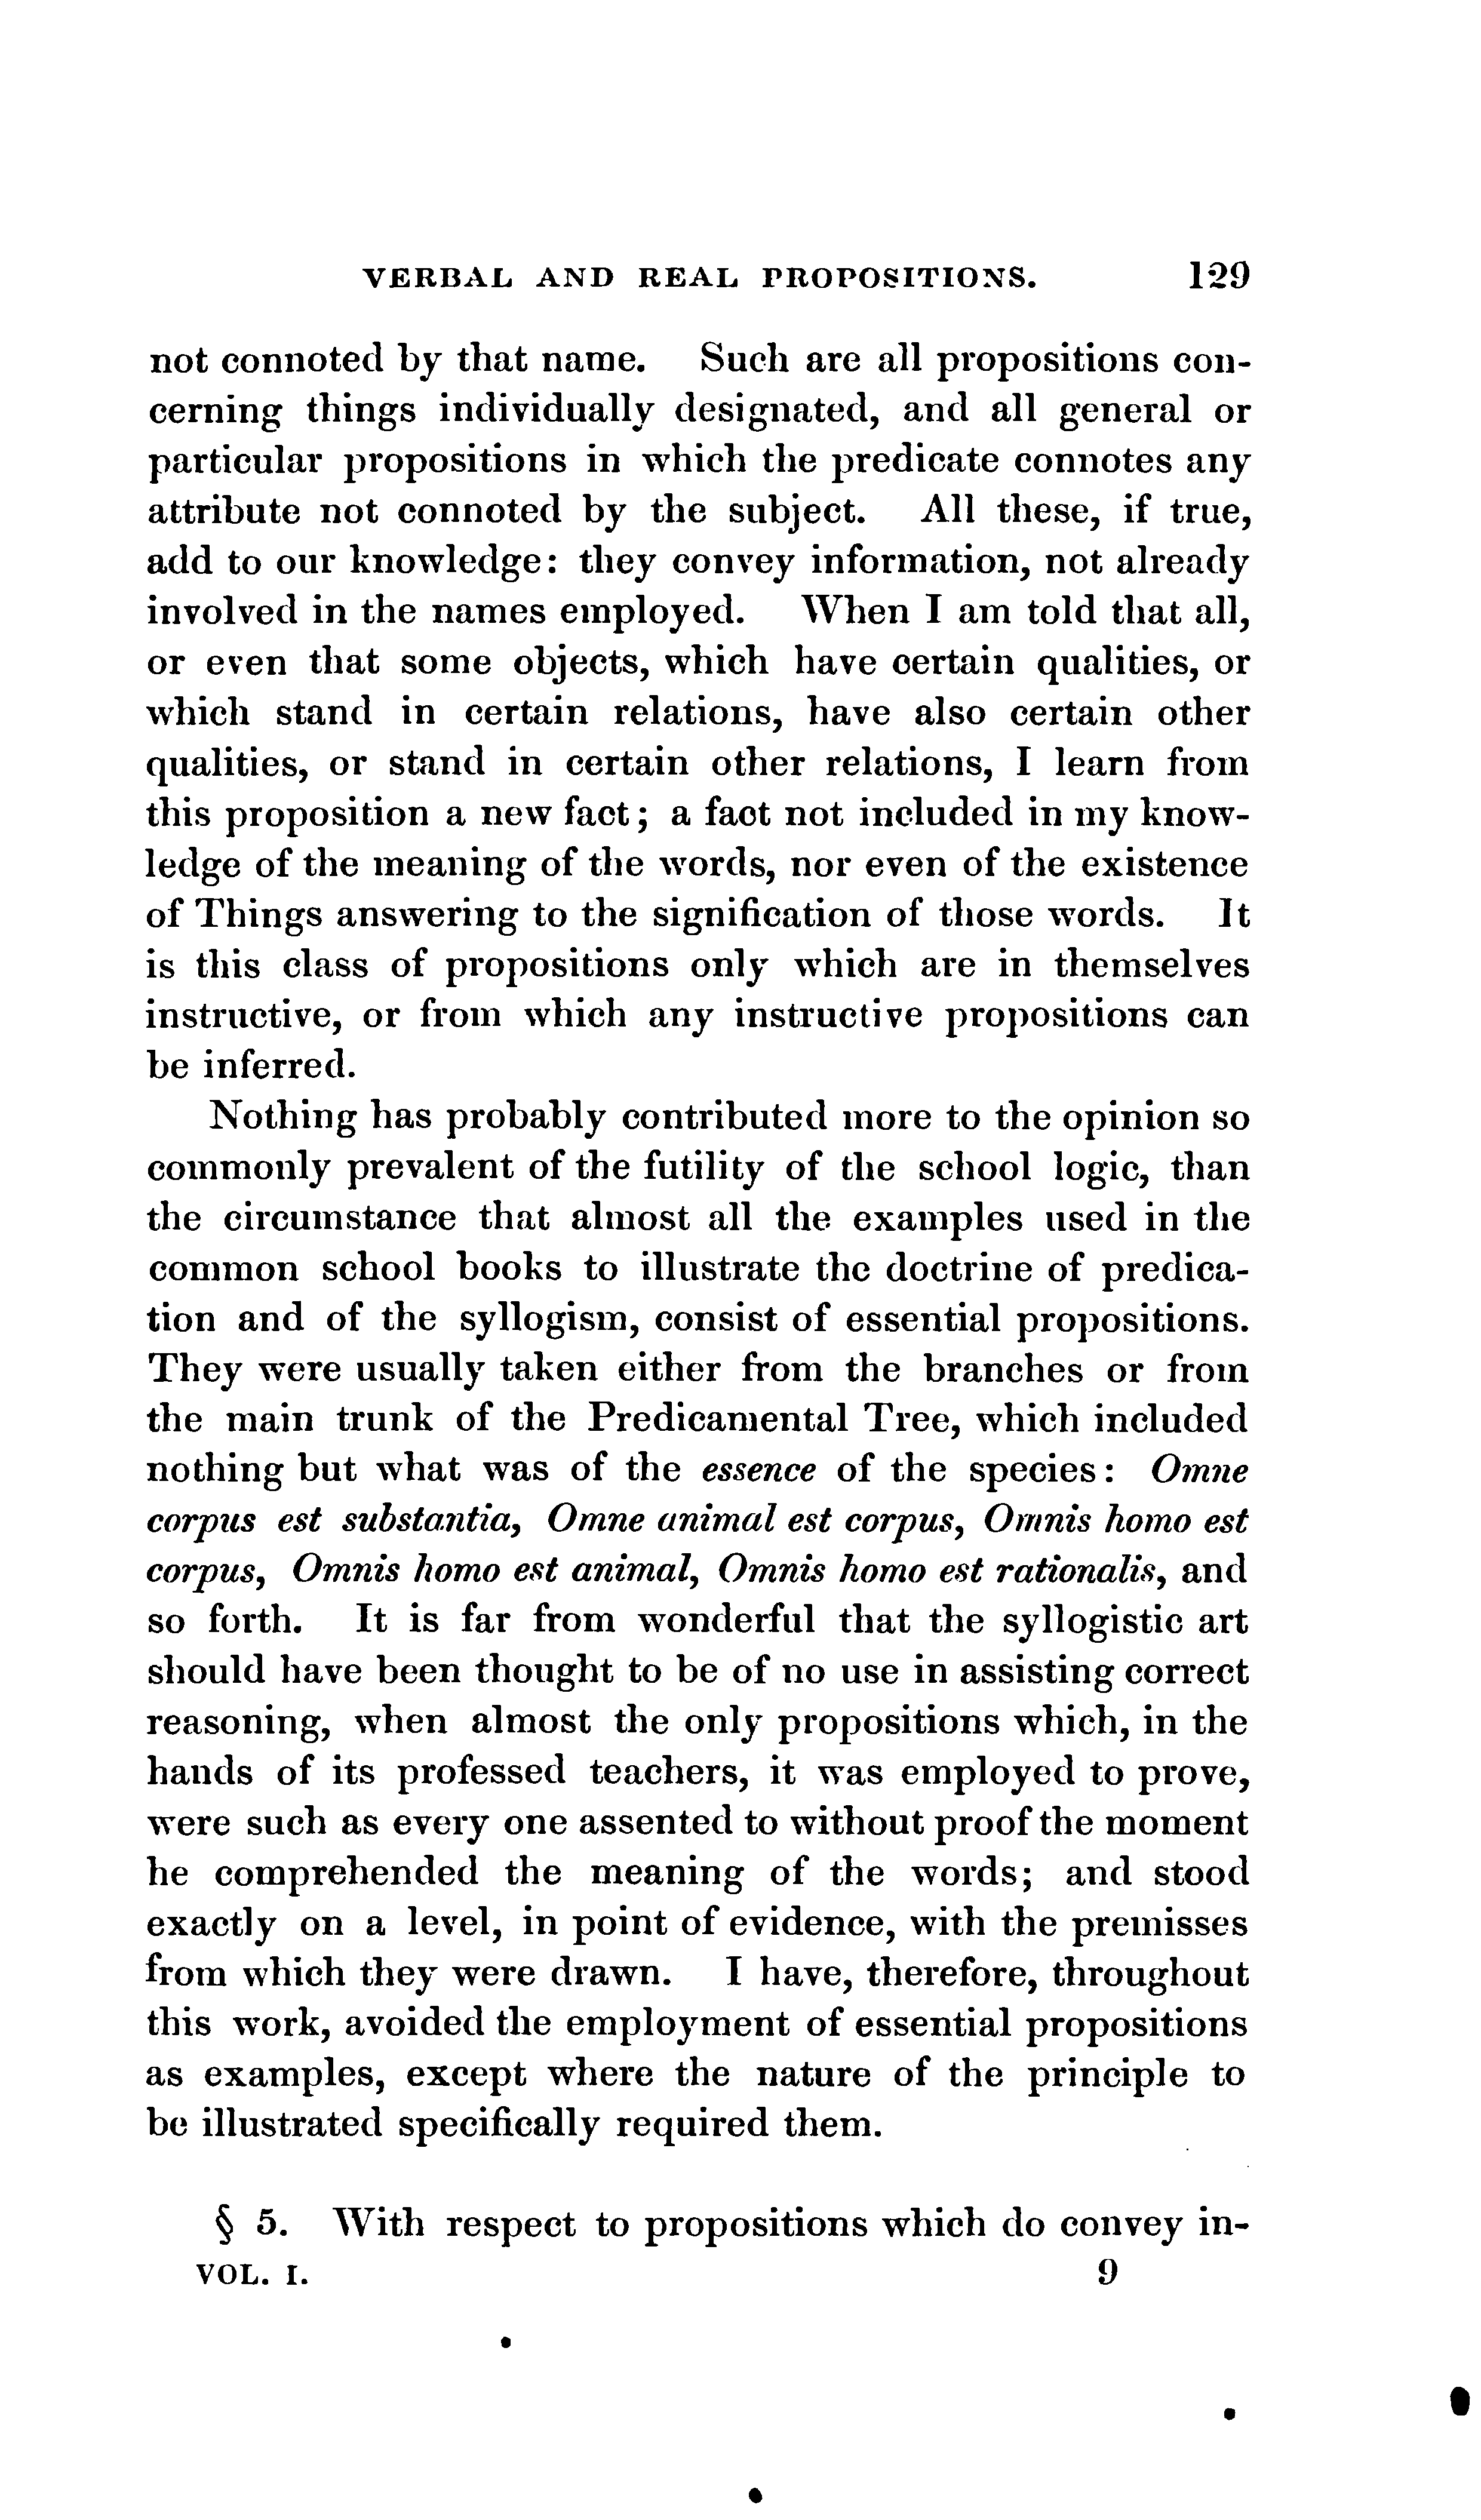 VERBAL AND REAL PROPOSITIONS. 129
not connoted by that name. Such are all propositions con-
cerning things individually designated, and all general or
particular propositions in which the predicate connotes any
attribute not connoted by the subject. All these, if true,
add to our knowledge: they convey information, not already
involved in the names employed. When I am told that all,
or even that some objects, which have certain qualities, or
which stand in certain relations, have also certain other
qualities, or stand in certain other relations, I learn from
this proposition a new fact; a fact not included in my know-
ledge of the meaning of the words, nor even of the existence
of Things answering to the signification of those words. It
is this class of propositions only which are in themselves
instructive, or from which any instructive propositions can
be inferred.
Nothing has probably contributed more to the opinion so
commonly prevalent of the futility of the school logic, than
the circumstance that almost all the examples used in the
common school books to illustrate the doctrine of predica-
tion and of the syllogism, consist of essential propositions.
They were usually taken either from the branches or from
the main trunk of the Predicamental Tree, which included
nothing but what was of the essence of the species: Omne
corpus est substantia, Omne animal est corpus, Omnis homo est
corpus, Omnis homo est animal, Omnis homo est rationalis, and
so forth. It is far from wonderful that the syllogistic art
should have been thought to be of no use in assisting correct
reasoning, when almost the only propositions which, in the
hands of its professed teachers, it was employed to prove,
were such as every one assented to without proof the moment
he comprehended the meaning of the words; and stood
exactly on a level, in point of evidence, with the premisses
from which they were drawn. I have, therefore, throughout
this work, avoided the employment of essential propositions
as examples, except where the nature of the principle to
be illustrated specifically required them.
§ 5. With respect to propositions which do convey in-
VOL. I. 9